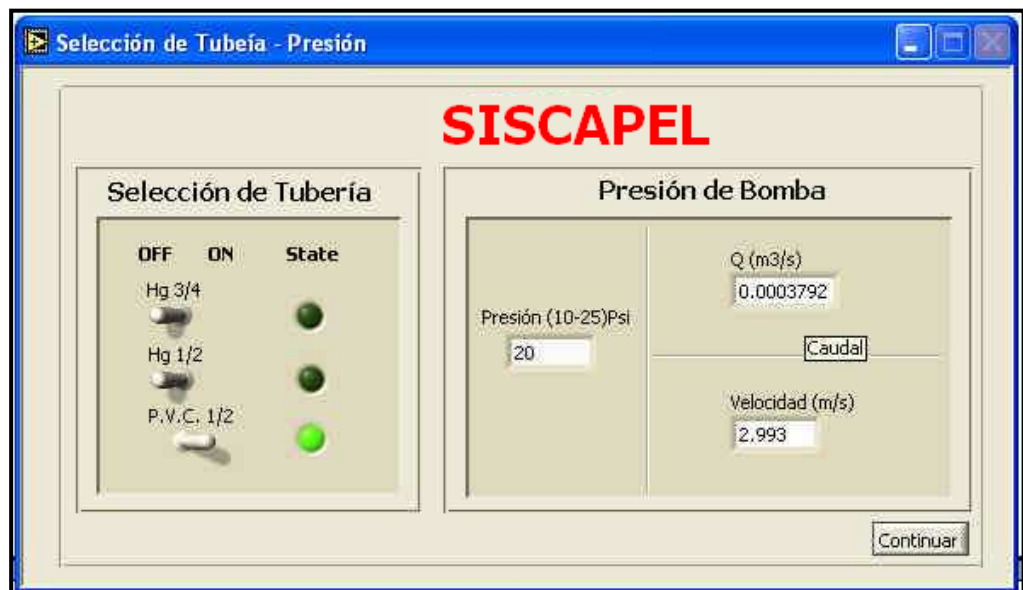 Selección de Tubeía - Presión
SISCAPEL
Selección de Tubería
OFF ON State
Hg 3/4
Hg 1/2
P.V.C. 1/2
Presión de Bomba
Presión (10-25)Psi
20
Q (m3/s)
0.0003792
Caudal
Velocidad (m/s)
2.993
Continuar